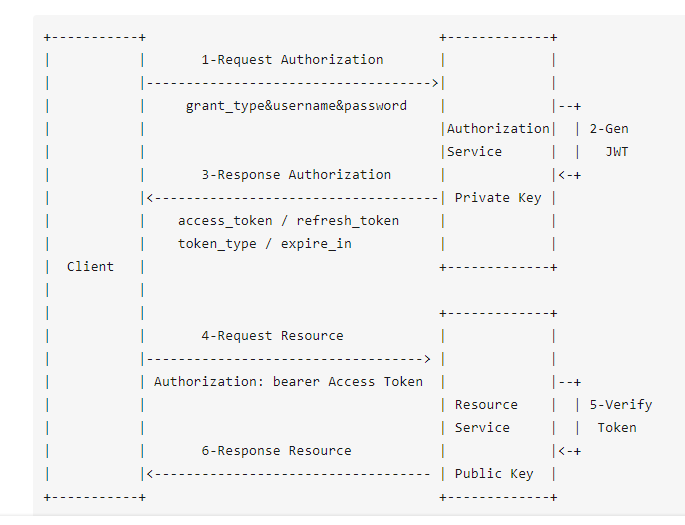 1-Request Authorization
grant_type&username&password
Authorization 2-Gen
Service JWT
3-Response Authorization
Private Key
access_token / refresh_token
token_type / expire_in
Client
4-Request Resource
Authorization: bearer Access Token
Resource 5-Verify
Service Token
6-Response Resource
Public Key